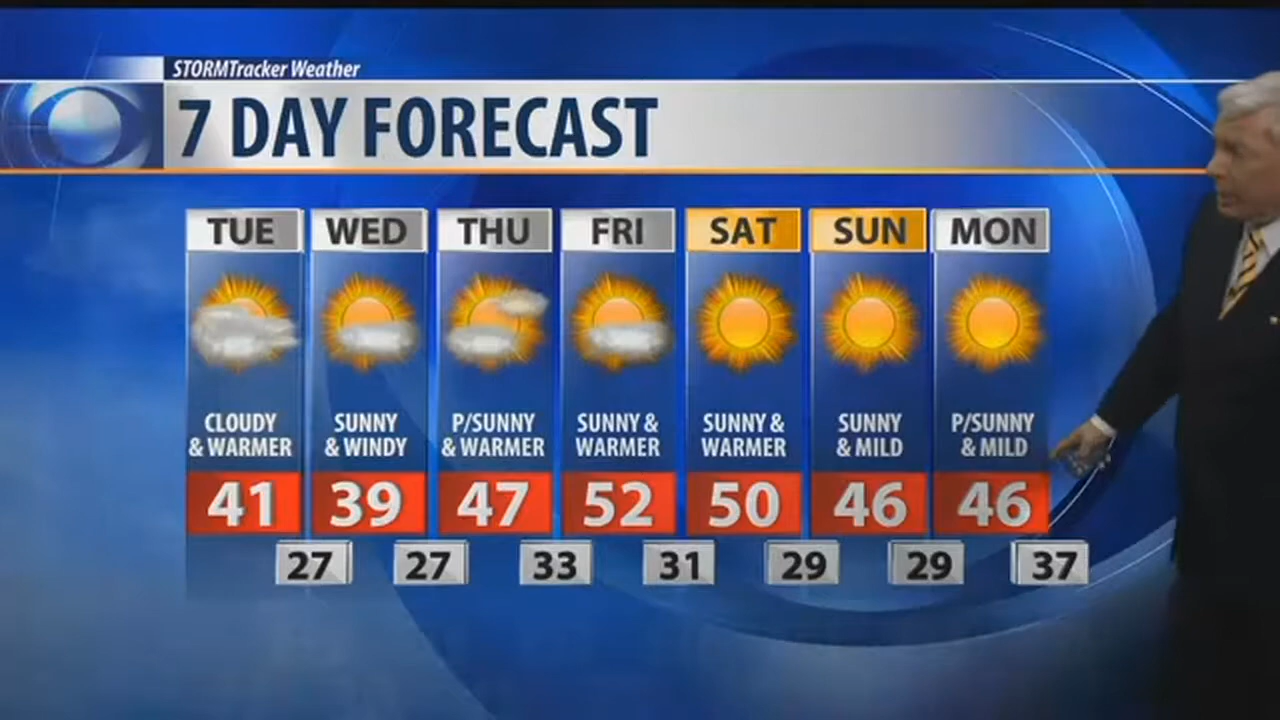 STORMTracker Weather
7 DAY FORECAST
TUE WED THU FRI SAT SUN MON
CLOUDY & WARMER
SUNNY & WINDY
P/SUNNY & WARMER
SUNNY & WARMER
SUNNY & WARMER
SUNNY & MILD
P/SUNNY & MILD
41 39 47 52 50 46 46
27 27 33 31 29 29 37